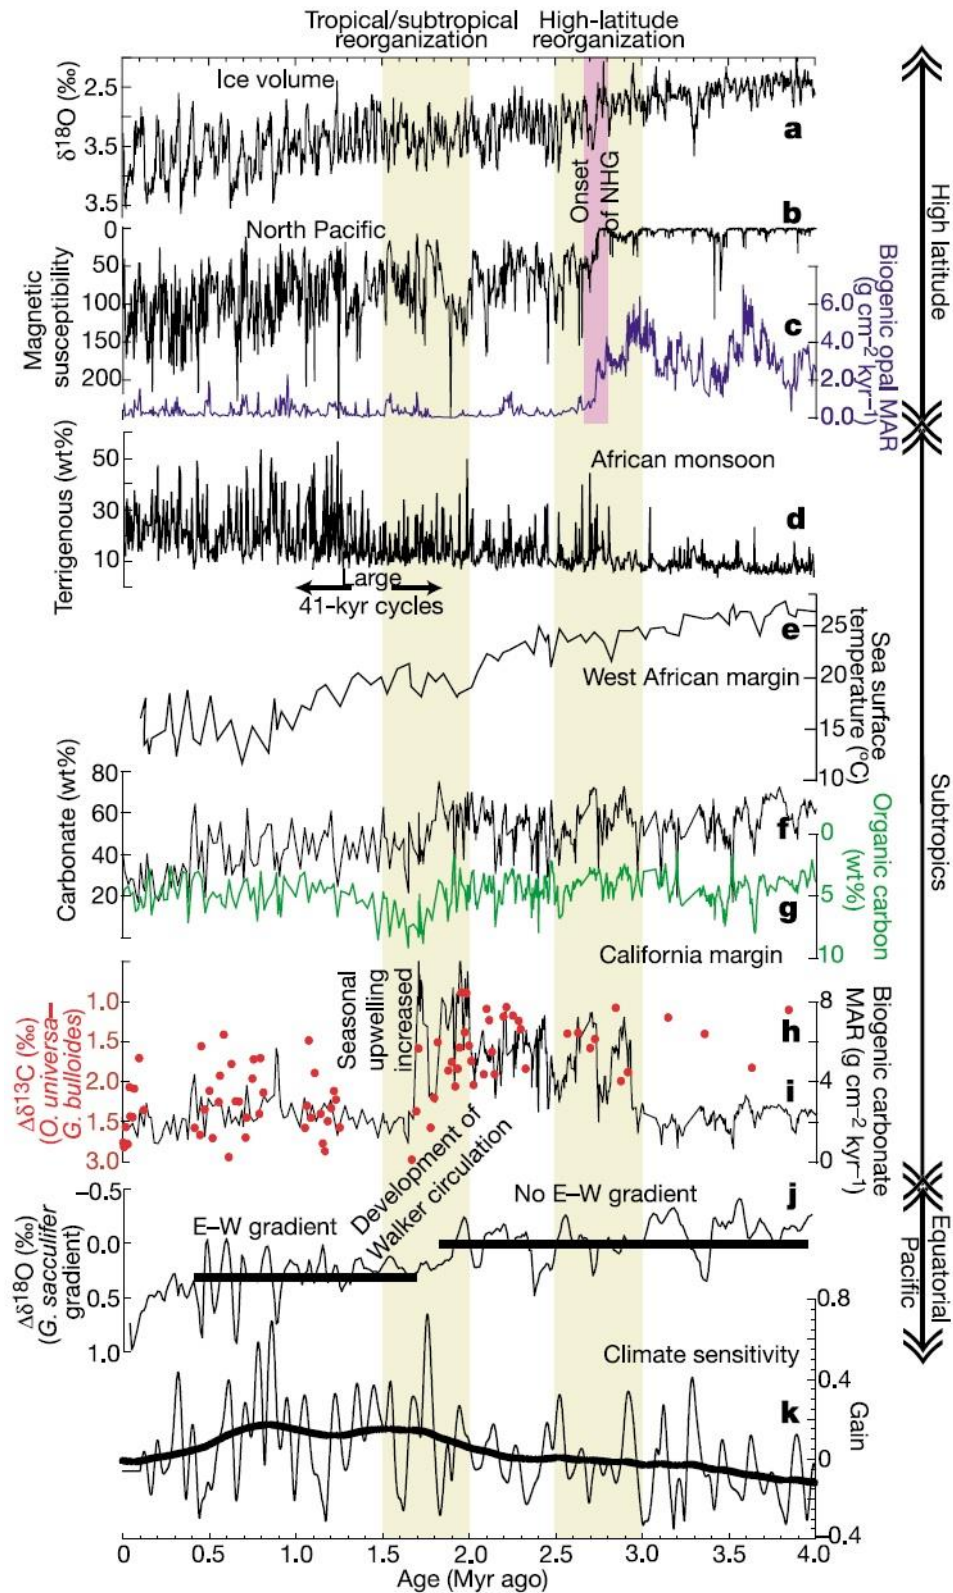 Tropical/subtropical
reorganization
High-latitude
reorganization
δ18O (‰)
2.5
3.5
3.5
Ice volume
a
Onset
of NHG
High latitude
Magnetic
susceptibility
0
50
100
150
200
North Pacific
b
c
6.0
4.0
2.0
0.0
Biogenic opal MAR
(g cm−2 kyr−1)
Terrigenous (wt%)
50
30
10
African monsoon
d
Large
41-kyr cycles
e
West African margin
25
20
15
10
Sea surface
temperature (ºC)
Subtropics
Carbonate (wt%)
80
60
40
20
f
g
0
5
10
Organic carbon
(wt%)
California margin
Δδ13C (‰)
(O. universa–
G. bulloides)
1.0
1.5
2.0
1.5
3.0
Seasonal
upwelling
increased
h
i
8
4
0
Biogenic carbonate
MAR (g cm−2 kyr−1)
Development of
Walker circulation
Δδ18O (‰)
(G. sacculifer
gradient)
−0.5
0.0
0.5
1.0
E–W gradient
No E–W gradient
j
Equatorial
Pacific
Climate sensitivity
k
0.8
0.4
0
−0.4
Gain
0
0.5
1.0
1.5
2.0
2.5
3.0
3.5
4.0
Age (Myr ago)